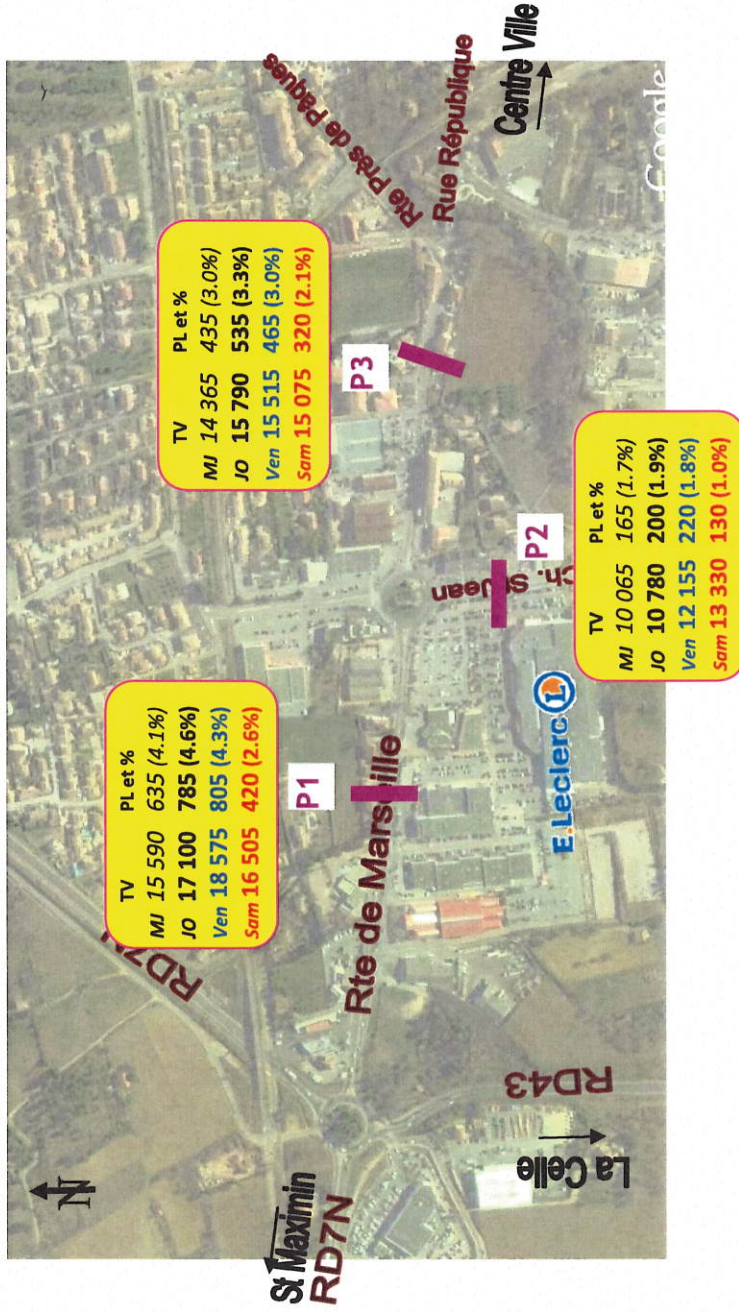 N
St Maximin
RD7N
La Celle
RD43
RD7N
Rte de Marseille
P1
TV PL et %
MJ 15 590 635 (4.1%)
JO 17 100 785 (4.6%)
Ven 18 575 805 (4.3%)
Sam 16 505 420 (2.6%)
E.Leclerc L
Ch. St Jean
P2
TV PL et %
MJ 10 065 165 (1.7%)
JO 10 780 200 (1.9%)
Ven 12 155 220 (1.8%)
Sam 13 330 130 (1.0%)
P3
TV PL et %
MJ 14 365 435 (3.0%)
JO 15 790 535 (3.3%)
Ven 15 515 465 (3.0%)
Sam 15 075 320 (2.1%)
Rte Près de Pâques
Rue République
Centre Ville
Google